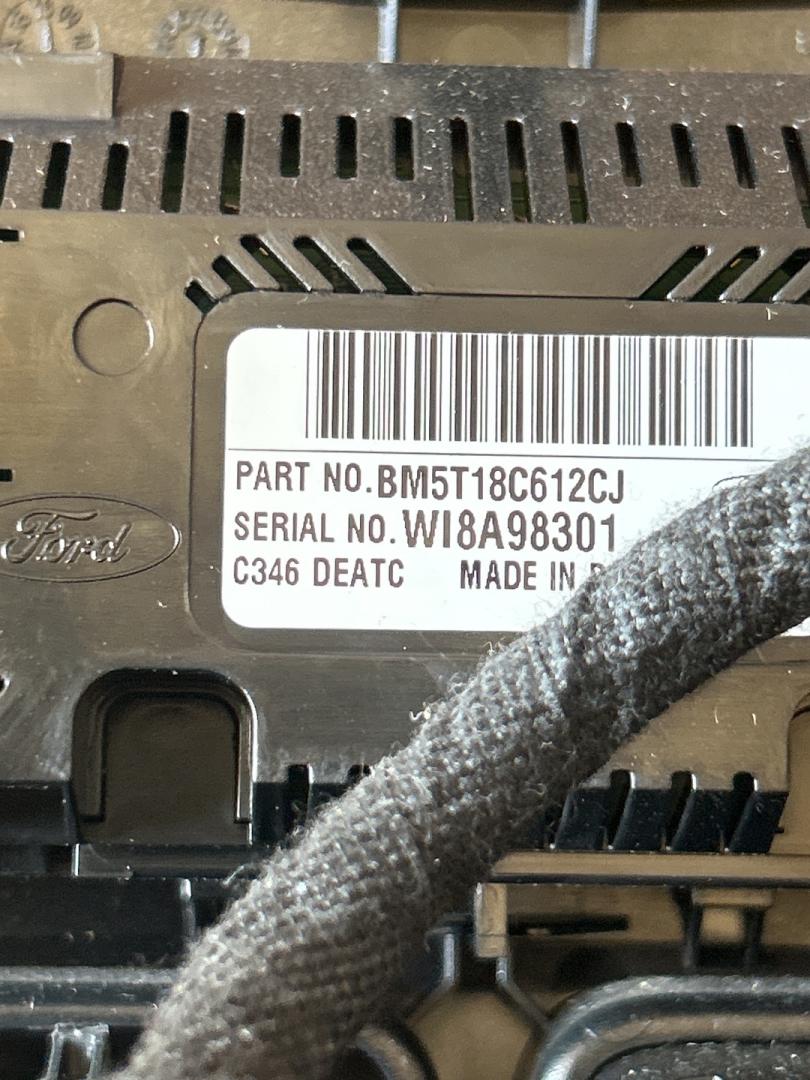 PART NO.BM5T18C612CJ
SERIAL NO.WI8A98301
Ford
C346 DEATC MADE IN